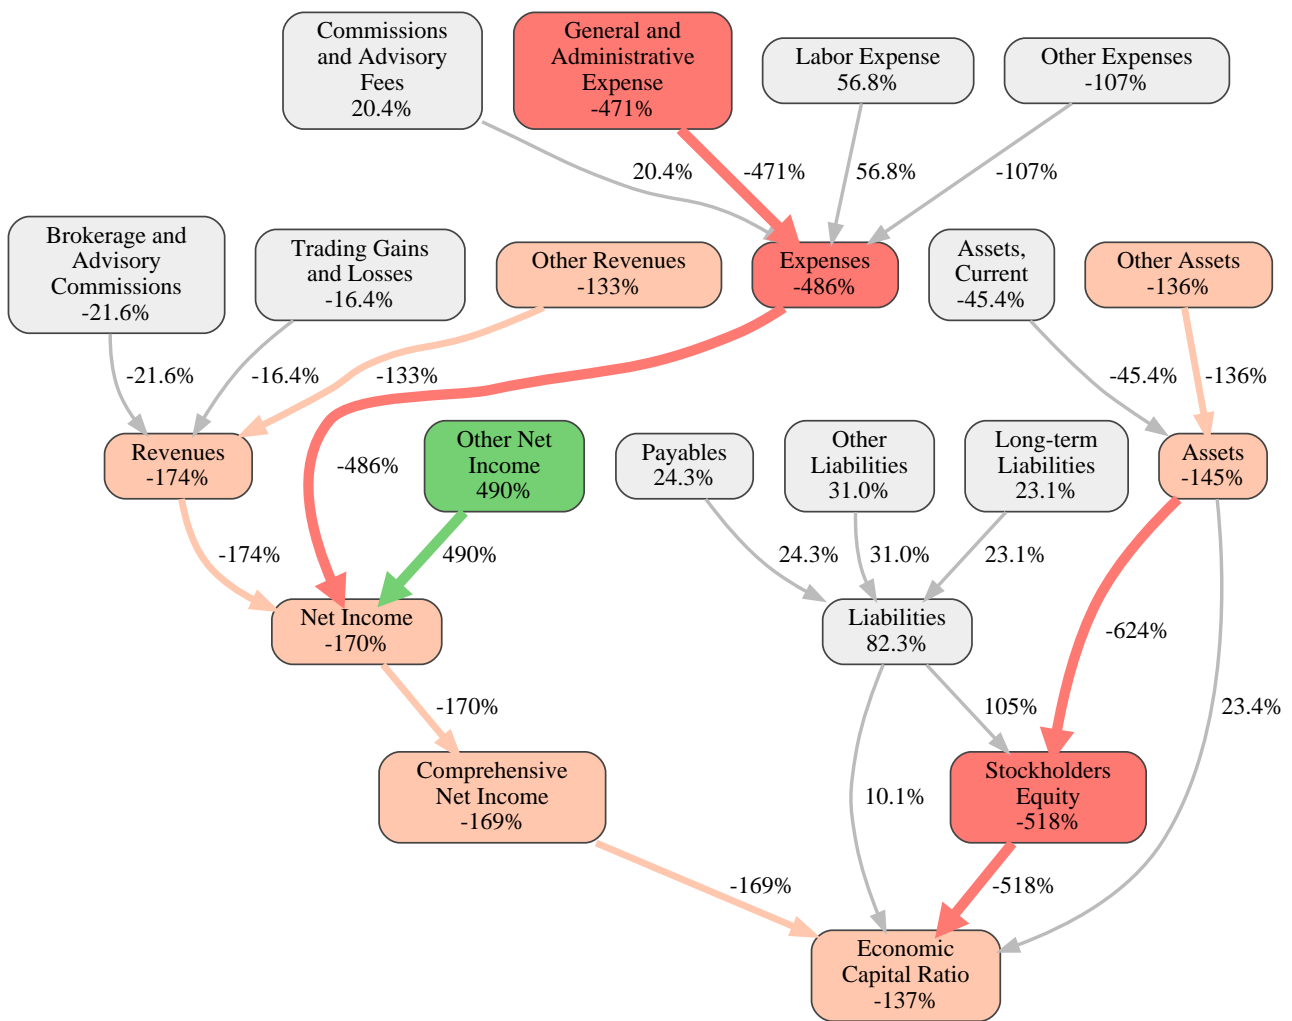 Commissions
and Advisory
Fees
20.4%
General and
Administrative
Expense
-471%
Labor Expense
56.8%
Other Expenses
-107%
20.4%
-471%
56.8%
-107%
Brokerage and
Advisory
Commissions
-21.6%
Trading Gains
and Losses
-16.4%
Other Revenues
-133%
Expenses
-486%
Assets,
Current
-45.4%
Other Assets
-136%
-21.6%
-16.4%
-133%
-45.4%
-136%
Revenues
-174%
-486%
Other Net
Income
490%
Payables
24.3%
Other
Liabilities
31.0%
Long-term
Liabilities
23.1%
Assets
-145%
-174%
490%
24.3%
31.0%
23.1%
Net Income
-170%
Liabilities
82.3%
-624%
-170%
105%
23.4%
Comprehensive
Net Income
-169%
10.1%
Stockholders
Equity
-518%
-169%
-518%
Economic
Capital Ratio
-137%